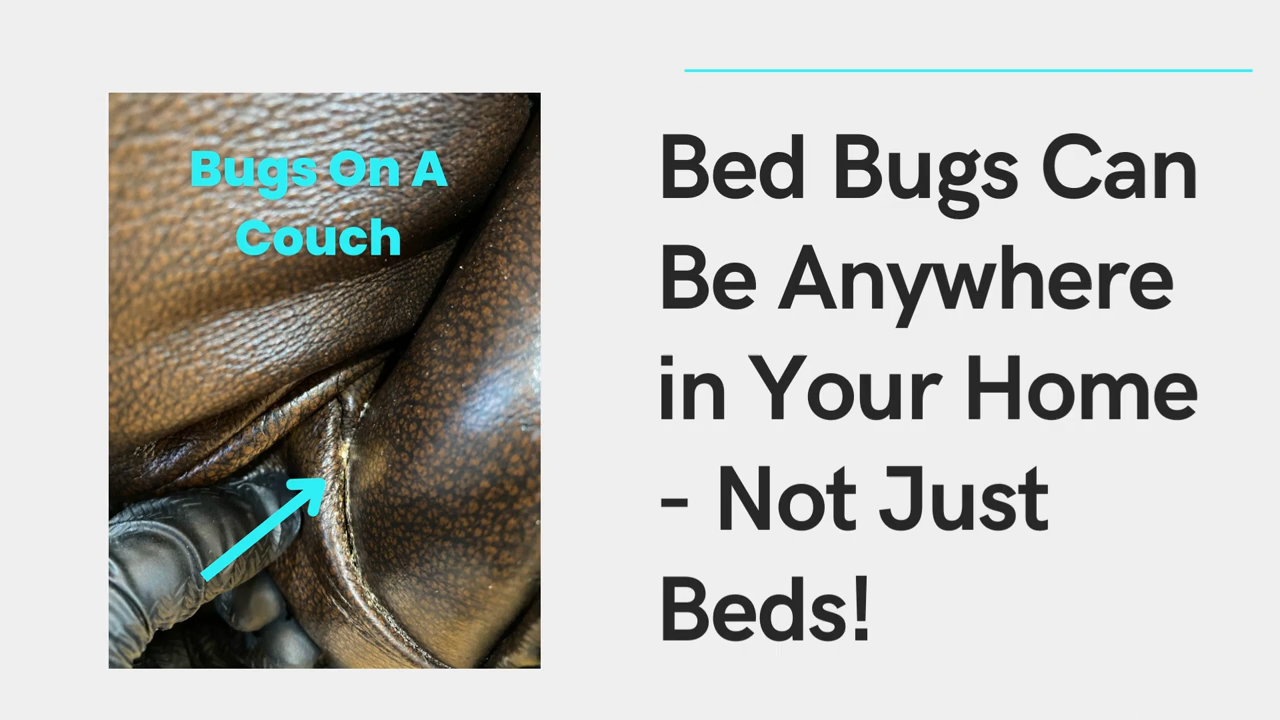 Bugs On A
Couch
Bed Bugs Can
Be Anywhere
in Your Home
- Not Just
Beds!